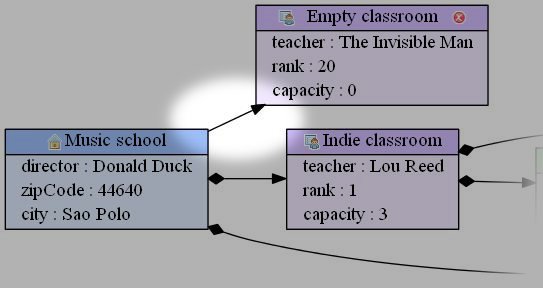 Empty classroom
teacher : The Invisible Man
rank : 20
capacity : 0
Music school
director : Donald Duck
zipCode : 44640
city : Sao Polo
Indie classroom
teacher : Lou Reed
rank : 1
capacity : 3